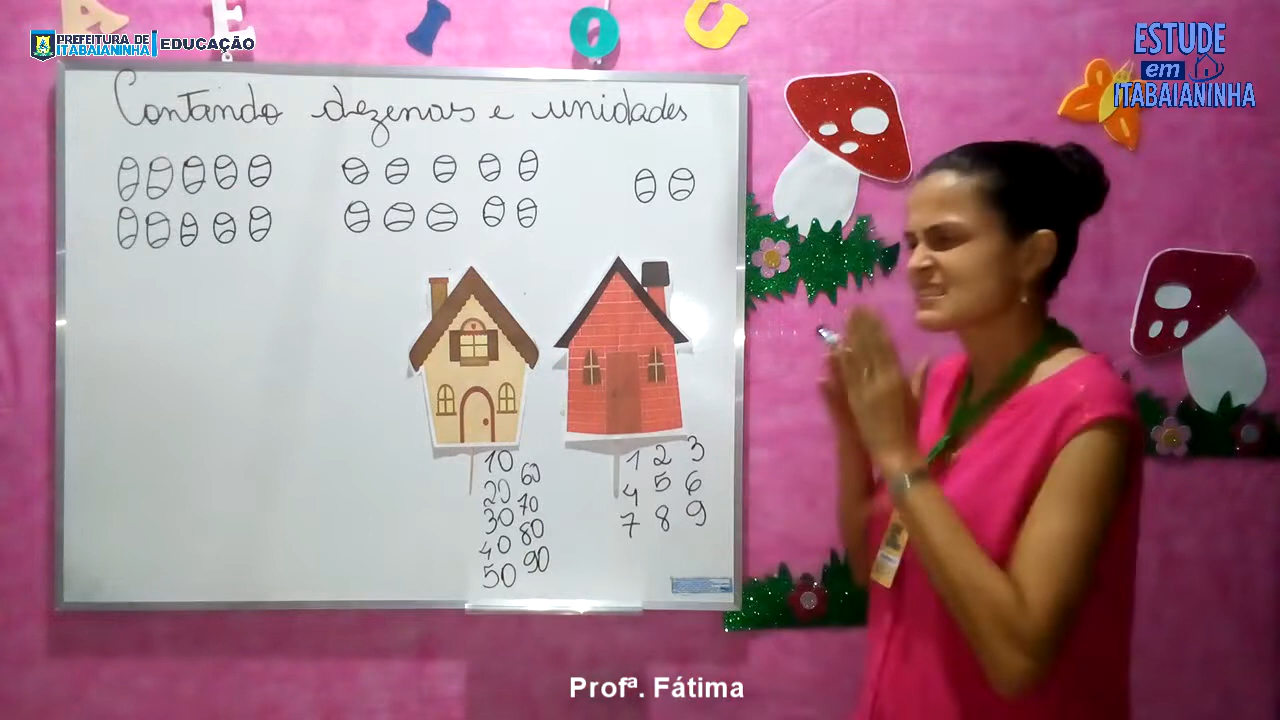 A E I O U
PREFEITURA DE
ITABAIANINHA
EDUCAÇÃO
ESTUDE
em
ITABAIANINHA
Contando dezenas e unidades
10 60
20 70
30 80
40 90
50
1 2 3
4 5 6
7 8 9
Profª. Fátima